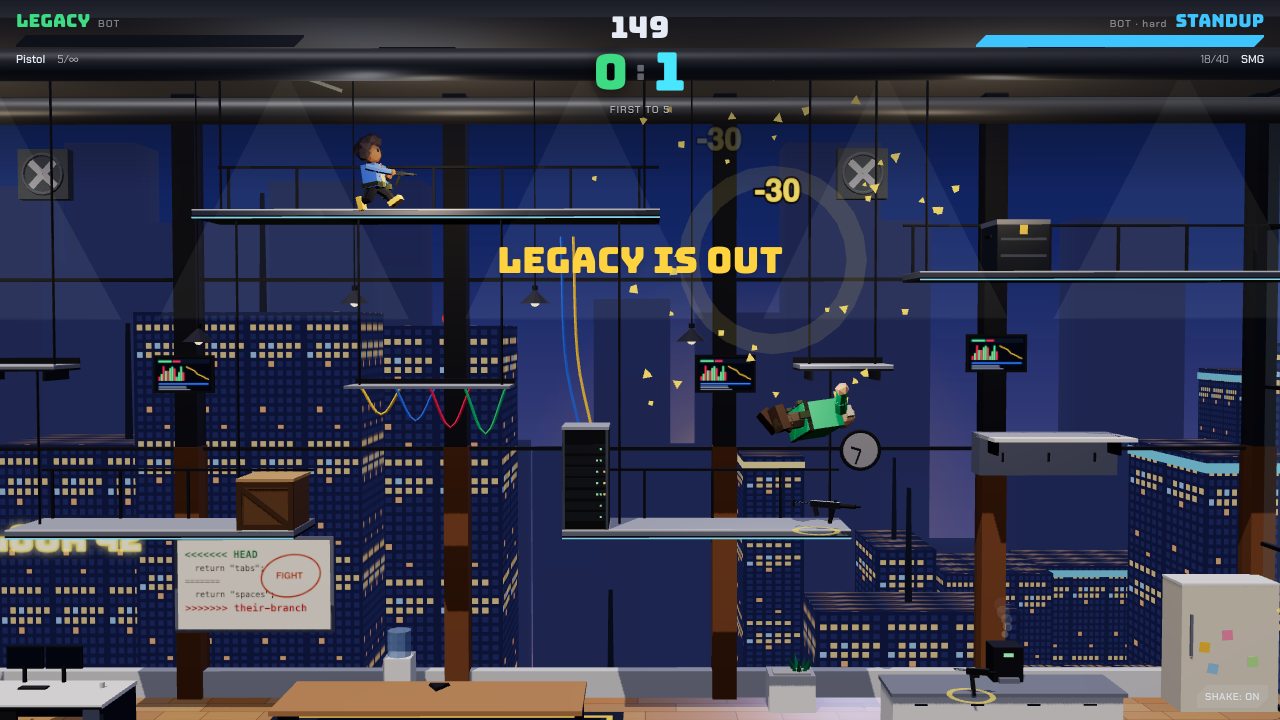 LEGACY BOT
149
BOT · hard STANDUP
Pistol 5/∞
0:1
18/40 SMG
FIRST TO 5
-30
-30
LEGACY IS OUT
<<<<<<< HEAD
return "tabs";
=======
return "spaces";
>>>>>>> their-branch
FIGHT
SHAKE: ON